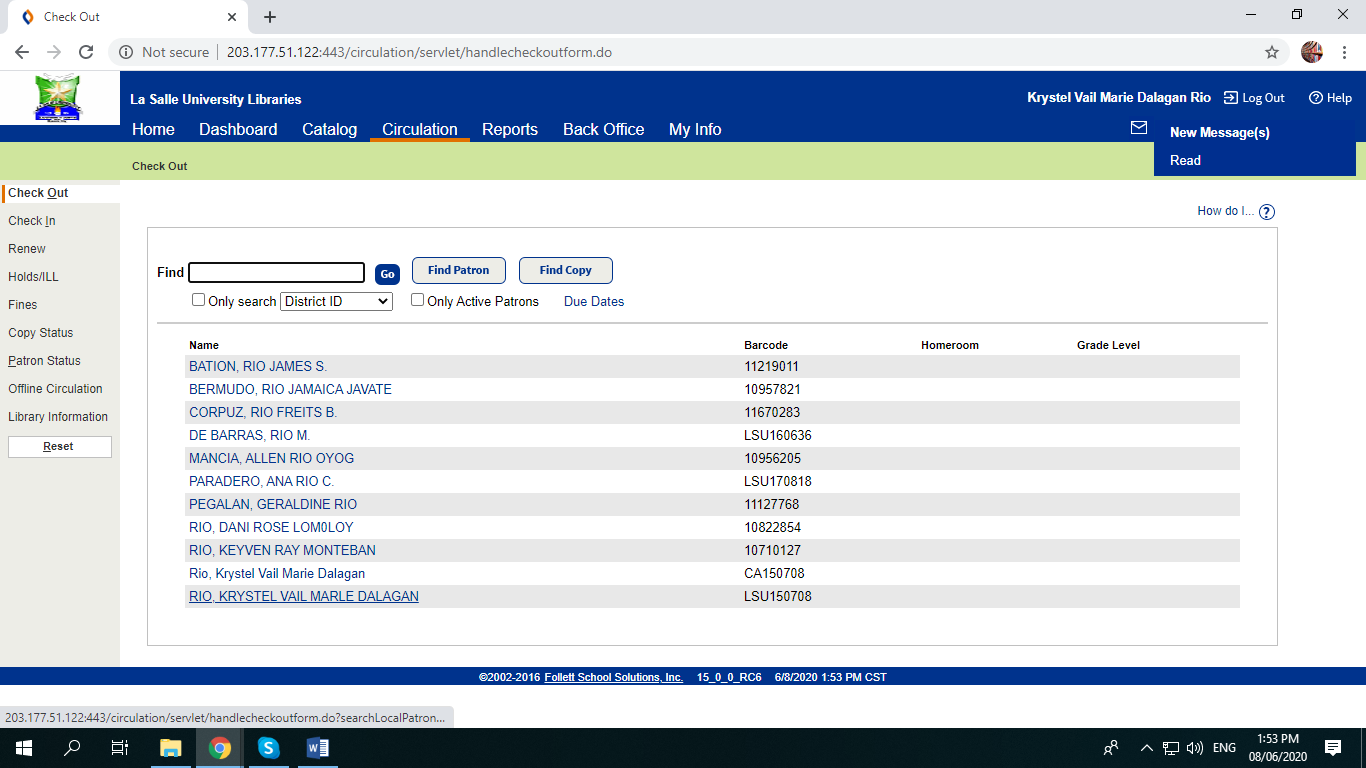 Check Out
Not secure 203.177.51.122:443/circulation/servlet/handlecheckoutform.do
La Salle University Libraries
Krystel Vail Marie Dalagan Rio Log Out ? Help
Home Dashboard Catalog Circulation Reports Back Office My Info
New Message(s)
Read
Check Out
Check Out
Check In
Renew
Holds/ILL
Fines
Copy Status
Patron Status
Offline Circulation
Library Information
Reset
How do I... ?
Find Go Find Patron Find Copy
Only search District ID Only Active Patrons Due Dates
Name Barcode Homeroom Grade Level
BATION, RIO JAMES S. 11219011
BERMUDO, RIO JAMAICA JAVATE 10957821
CORPUZ, RIO FREITS B. 11670283
DE BARRAS, RIO M. LSU160636
MANCIA, ALLEN RIO OYOG 10956205
PARADERO, ANA RIO C. LSU170818
PEGALAN, GERALDINE RIO 11127768
RIO, DANI ROSE LOM0LOY 10822854
RIO, KEYVEN RAY MONTEBAN 10710127
Rio, Krystel Vail Marie Dalagan CA150708
RIO, KRYSTEL VAIL MARLE DALAGAN LSU150708
©2002-2016 Follett School Solutions, Inc. 15_0_0_RC6 6/8/2020 1:53 PM CST
203.177.51.122:443/circulation/servlet/handlecheckoutform.do?searchLocalPatron...
ENG
1:53 PM
08/06/2020